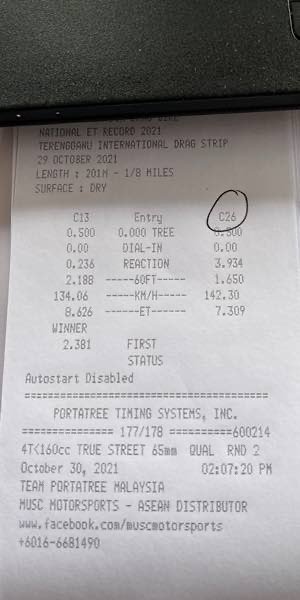 NATIONAL ET RECORD 2021
TERENGGANU INTERNATIONAL DRAG STRIP
29 OCTOBER 2021
LENGTH : 201M - 1/8 MILES
SURFACE : DRY
C13 Entry C26
0.500 0.000 TREE 0.500
0.00 DIAL-IN 0.00
0.236 REACTION 3.934
2.188 -----60FT----- 1.650
134.06 -----KM/H----- 142.30
8.626 ------ET------ 7.309
WINNER
2.381 FIRST
STATUS
Autostart Disabled
=======================================
PORTATREE TIMING SYSTEMS, INC.
============== 177/178 ==========600214
4T<160cc TRUE STREET 65mm QUAL RND 2
October 30, 2021 02:07:20 PM
TEAM PORTATREE MALAYSIA
MUSC MOTORSPORTS - ASEAN DISTRIBUTOR
www.facebook.com/muscmotorsports
+6016-6681490